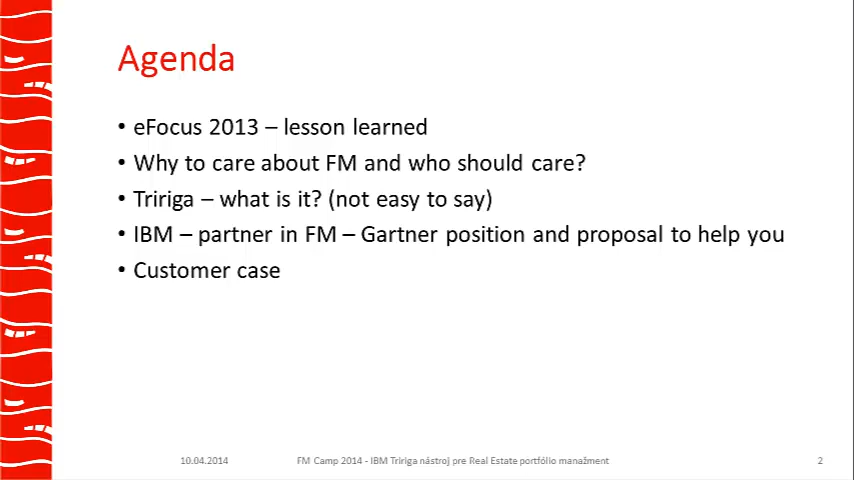 Agenda
• eFocus 2013 – lesson learned
• Why to care about FM and who should care?
• Tririga – what is it? (not easy to say)
• IBM – partner in FM – Gartner position and proposal to help you
• Customer case
10.04.2014 FM Camp 2014 - IBM Tririga nástroj pre Real Estate portfólio manažment 2